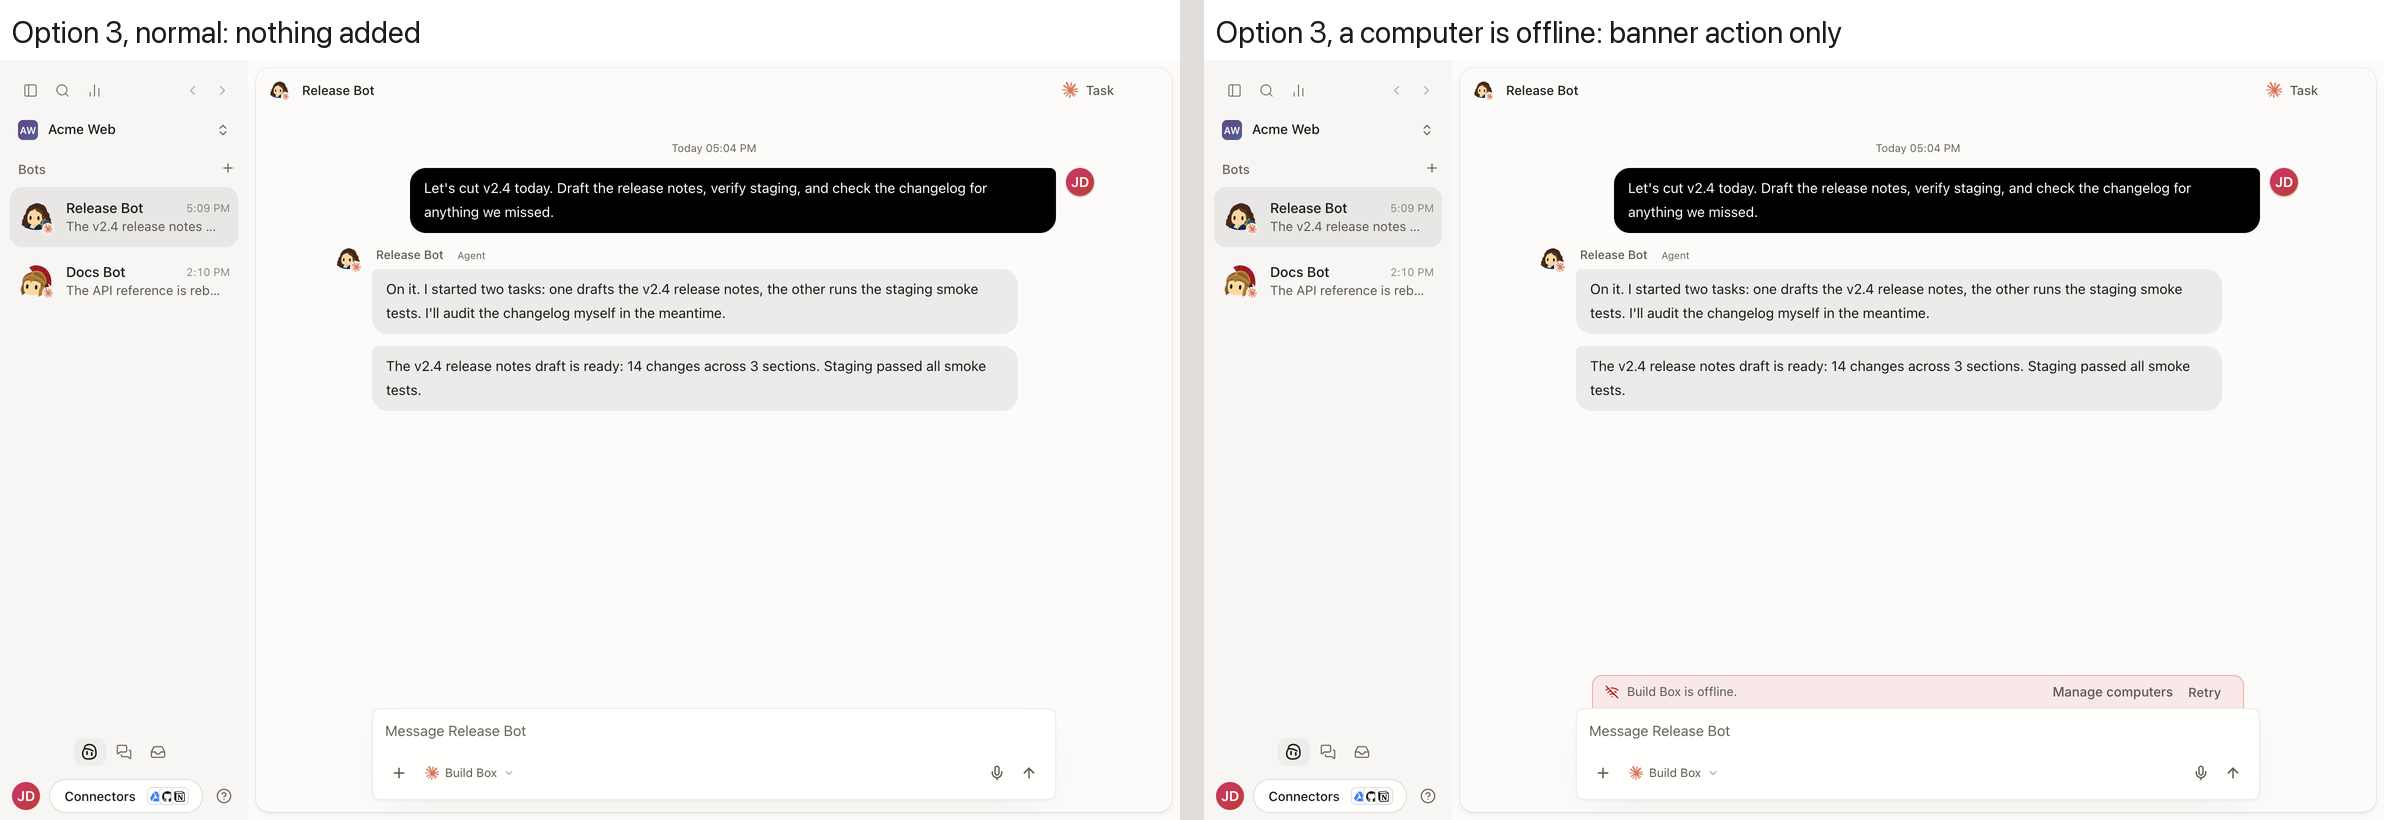 Option 3, normal: nothing added
Release Bot
Task
AW Acme Web
Bots
Release Bot 5:09 PM
The v2.4 release notes ...
Docs Bot 2:10 PM
The API reference is reb...
Today 05:04 PM
Let's cut v2.4 today. Draft the release notes, verify staging, and check the changelog for
anything we missed.
JD
Release Bot Agent
On it. I started two tasks: one drafts the v2.4 release notes, the other runs the staging smoke
tests. I'll audit the changelog myself in the meantime.
The v2.4 release notes draft is ready: 14 changes across 3 sections. Staging passed all smoke
tests.
Message Release Bot
Build Box
JD Connectors
Option 3, a computer is offline: banner action only
Release Bot
Task
AW Acme Web
Bots
Release Bot 5:09 PM
The v2.4 release notes ...
Docs Bot 2:10 PM
The API reference is reb...
Today 05:04 PM
Let's cut v2.4 today. Draft the release notes, verify staging, and check the changelog for
anything we missed.
JD
Release Bot Agent
On it. I started two tasks: one drafts the v2.4 release notes, the other runs the staging smoke
tests. I'll audit the changelog myself in the meantime.
The v2.4 release notes draft is ready: 14 changes across 3 sections. Staging passed all smoke
tests.
Build Box is offline. Manage computers Retry
Message Release Bot
Build Box
JD Connectors